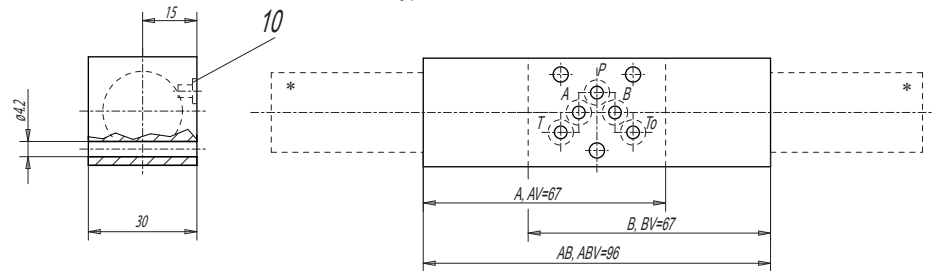 15
10
ø4.2
30
*
*
P
A
B
T
To
A, AV=67
B, BV=67
AB, ABV=96